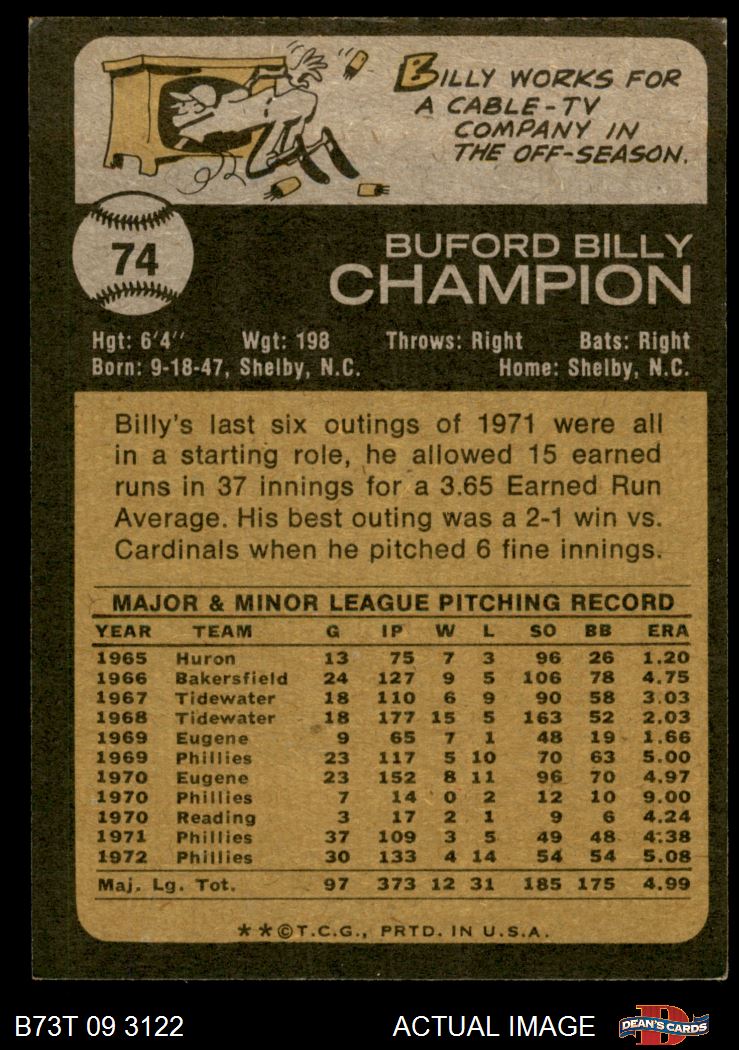 BILLY WORKS FOR
A CABLE-TV
COMPANY IN
THE OFF-SEASON.
74
BUFORD BILLY
CHAMPION
Hgt: 6'4" Wgt: 198 Throws: Right Bats: Right
Born: 9-18-47, Shelby, N.C. Home: Shelby, N.C.
Billy's last six outings of 1971 were all
in a starting role, he allowed 15 earned
runs in 37 innings for a 3.65 Earned Run
Average. His best outing was a 2-1 win vs.
Cardinals when he pitched 6 fine innings.
MAJOR & MINOR LEAGUE PITCHING RECORD
YEAR TEAM G IP W L SO BB ERA
1965 Huron 13 75 7 3 96 26 1.20
1966 Bakersfield 24 127 9 5 106 78 4.75
1967 Tidewater 18 110 6 9 90 58 3.03
1968 Tidewater 18 177 15 5 163 52 2.03
1969 Eugene 9 65 7 1 48 19 1.66
1969 Phillies 23 117 5 10 70 63 5.00
1970 Eugene 23 152 8 11 96 70 4.97
1970 Phillies 7 14 0 2 12 10 9.00
1970 Reading 3 17 2 1 9 6 4.24
1971 Phillies 37 109 3 5 49 48 4.38
1972 Phillies 30 133 4 14 54 54 5.08
Maj. Lg. Tot. 97 373 12 31 185 175 4.99
**©T.C.G., PRTD. IN U.S.A.
B73T 09 3122 ACTUAL IMAGE D DEAN'S CARDS